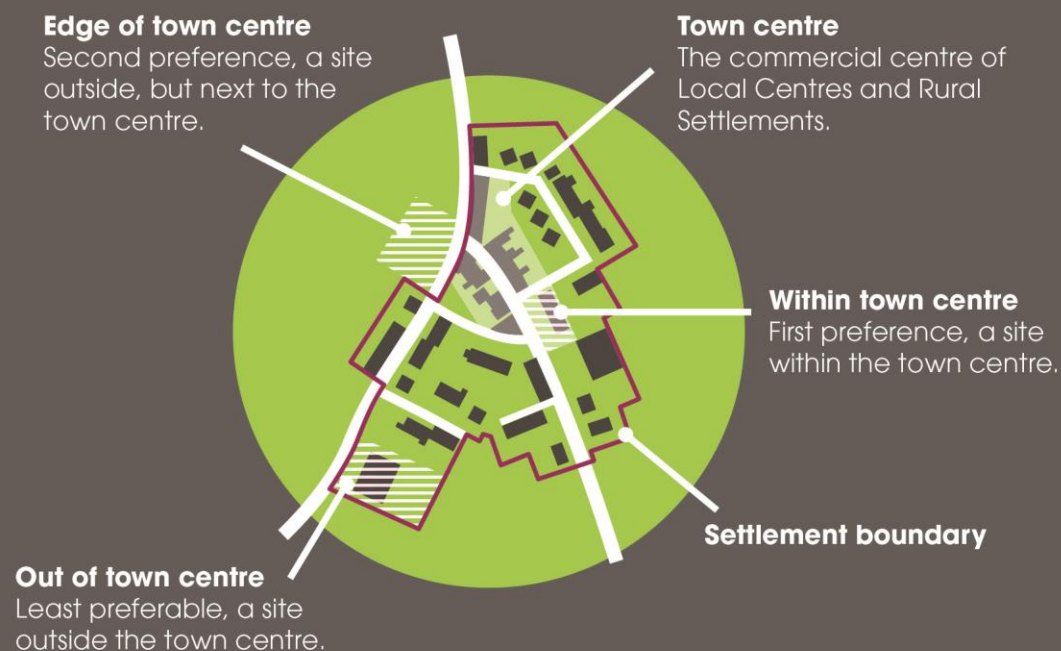 Edge of town centre
Second preference, a site
outside, but next to the
town centre.
Town centre
The commercial centre of
Local Centres and Rural
Settlements.
Within town centre
First preference, a site
within the town centre.
Settlement boundary
Out of town centre
Least preferable, a site
outside the town centre.